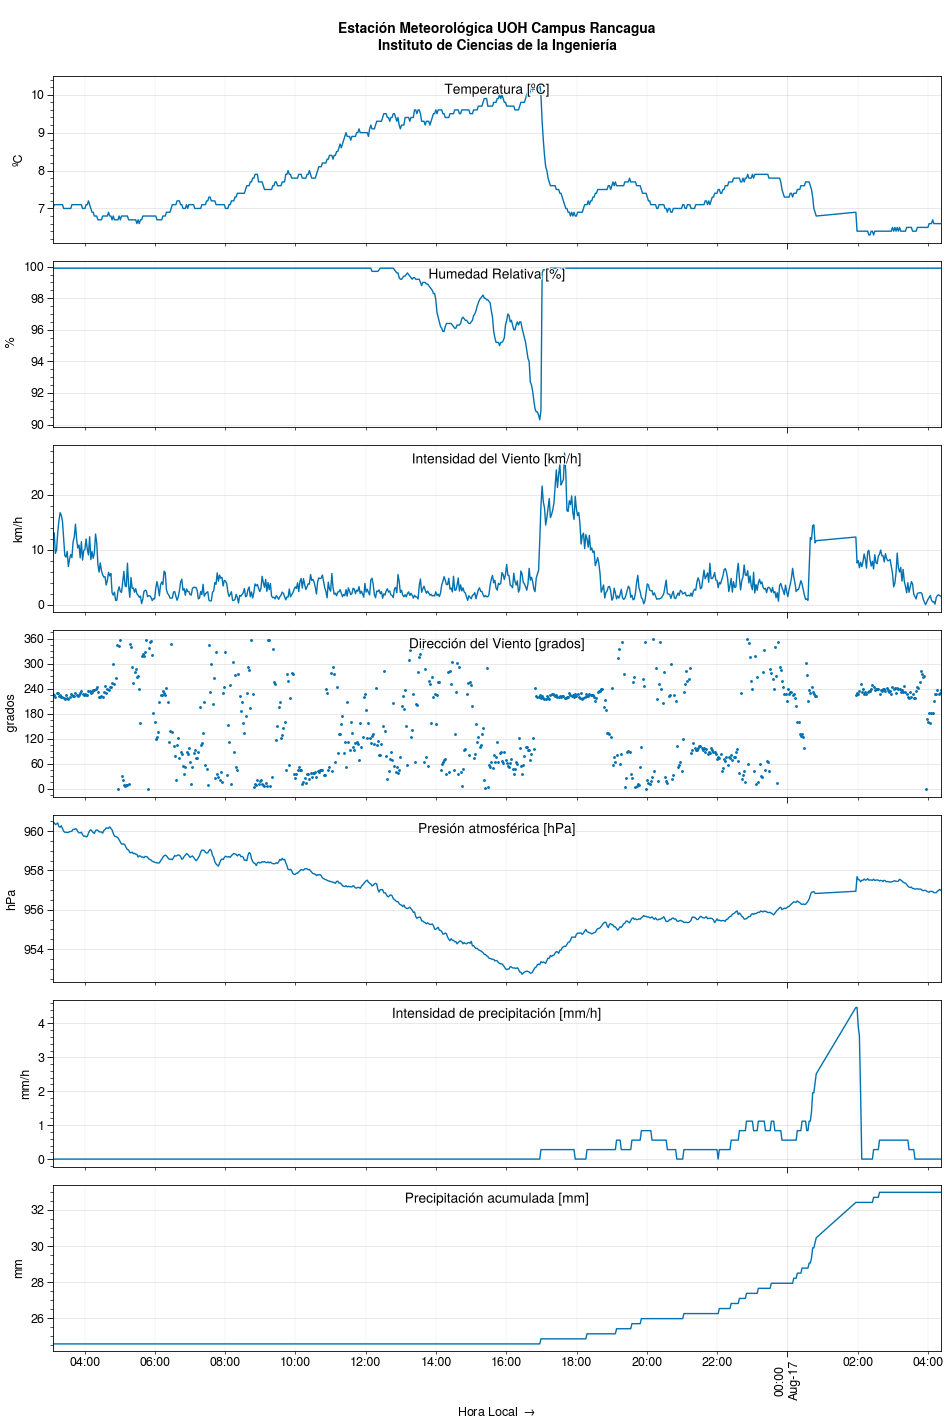 Estación Meteorológica UOH Campus Rancagua
Instituto de Ciencias de la Ingeniería
Temperatura [ºC]
10
9
8
7
ºC
Humedad Relativa [%]
100
98
96
94
92
90
%
Intensidad del Viento [km/h]
20
10
0
km/h
Dirección del Viento [grados]
360
300
240
180
120
60
0
grados
Presión atmosférica [hPa]
960
958
956
954
hPa
Intensidad de precipitación [mm/h]
4
3
2
1
0
mm/h
Precipitación acumulada [mm]
32
30
28
26
mm
04:00 06:00 08:00 10:00 12:00 14:00 16:00 18:00 20:00 22:00 00:00 02:00 04:00
Aug-17
Hora Local →